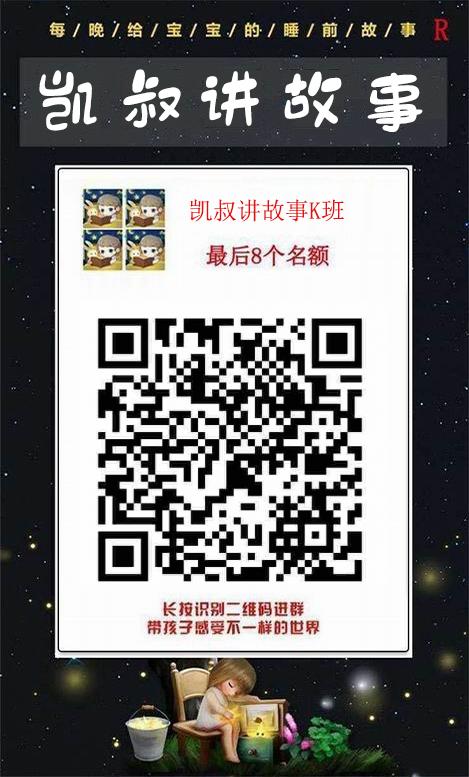 每/晚/给/宝/宝/的/睡/前/故/事 R
凯叔讲故事
凯叔讲故事K班
最后8个名额
长按识别二维码进群
带孩子感受不一样的世界